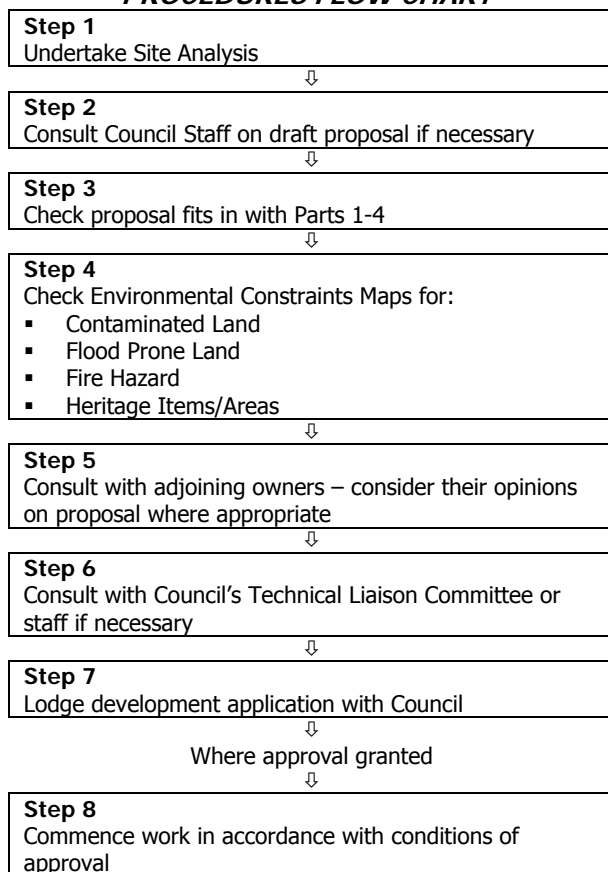 PROCEDURES FLOW CHART
Step 1
Undertake Site Analysis
⇩
Step 2
Consult Council Staff on draft proposal if necessary
⇩
Step 3
Check proposal fits in with Parts 1-4
⇩
Step 4
Check Environmental Constraints Maps for:
▪ Contaminated Land
▪ Flood Prone Land
▪ Fire Hazard
▪ Heritage Items/Areas
⇩
Step 5
Consult with adjoining owners – consider their opinions
on proposal where appropriate
⇩
Step 6
Consult with Council’s Technical Liaison Committee or
staff if necessary
⇩
Step 7
Lodge development application with Council
⇩
Where approval granted
⇩
Step 8
Commence work in accordance with conditions of
approval